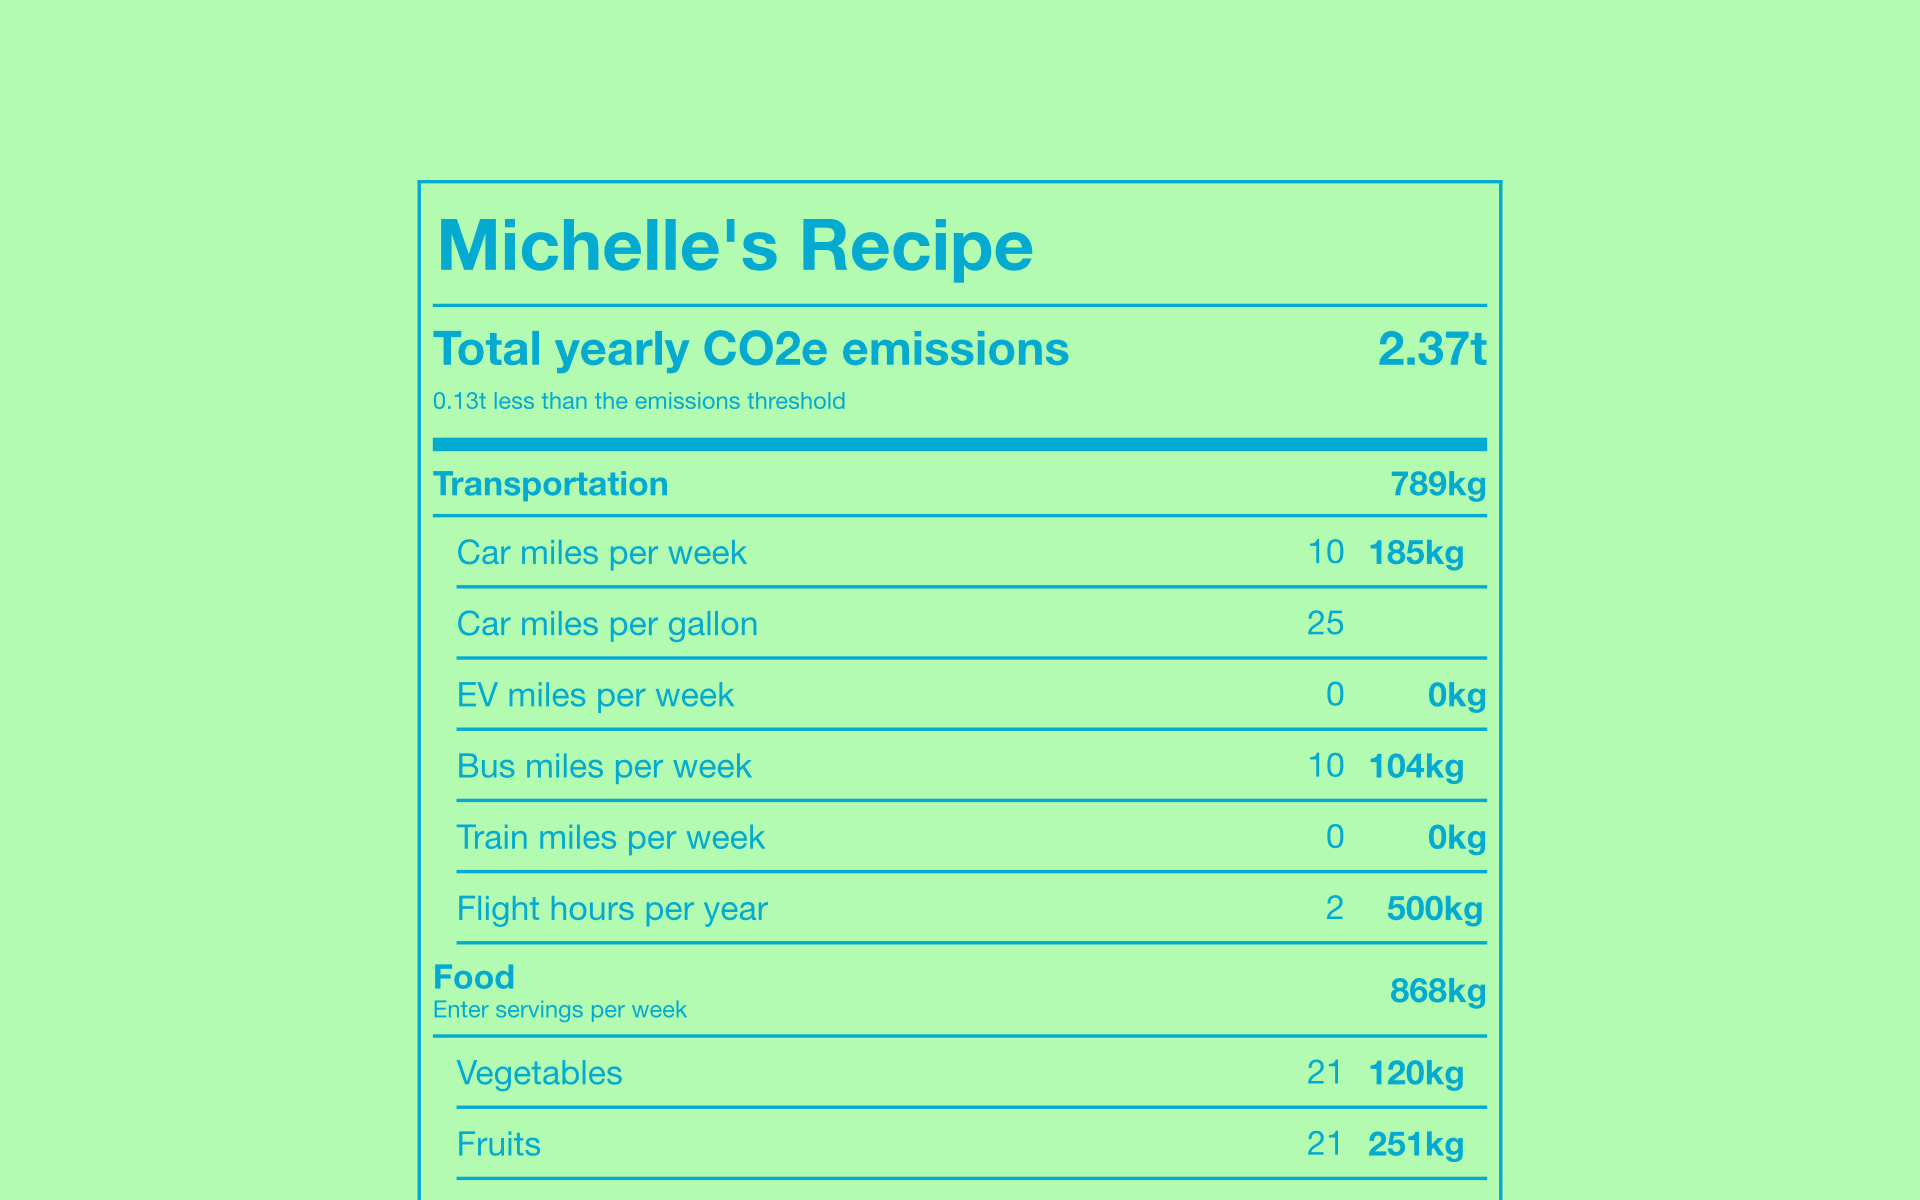 Michelle's Recipe
Total yearly CO2e emissions 2.37t
0.13t less than the emissions threshold
Transportation 789kg
Car miles per week 10 185kg
Car miles per gallon 25
EV miles per week 0 0kg
Bus miles per week 10 104kg
Train miles per week 0 0kg
Flight hours per year 2 500kg
Food 868kg
Enter servings per week
Vegetables 21 120kg
Fruits 21 251kg